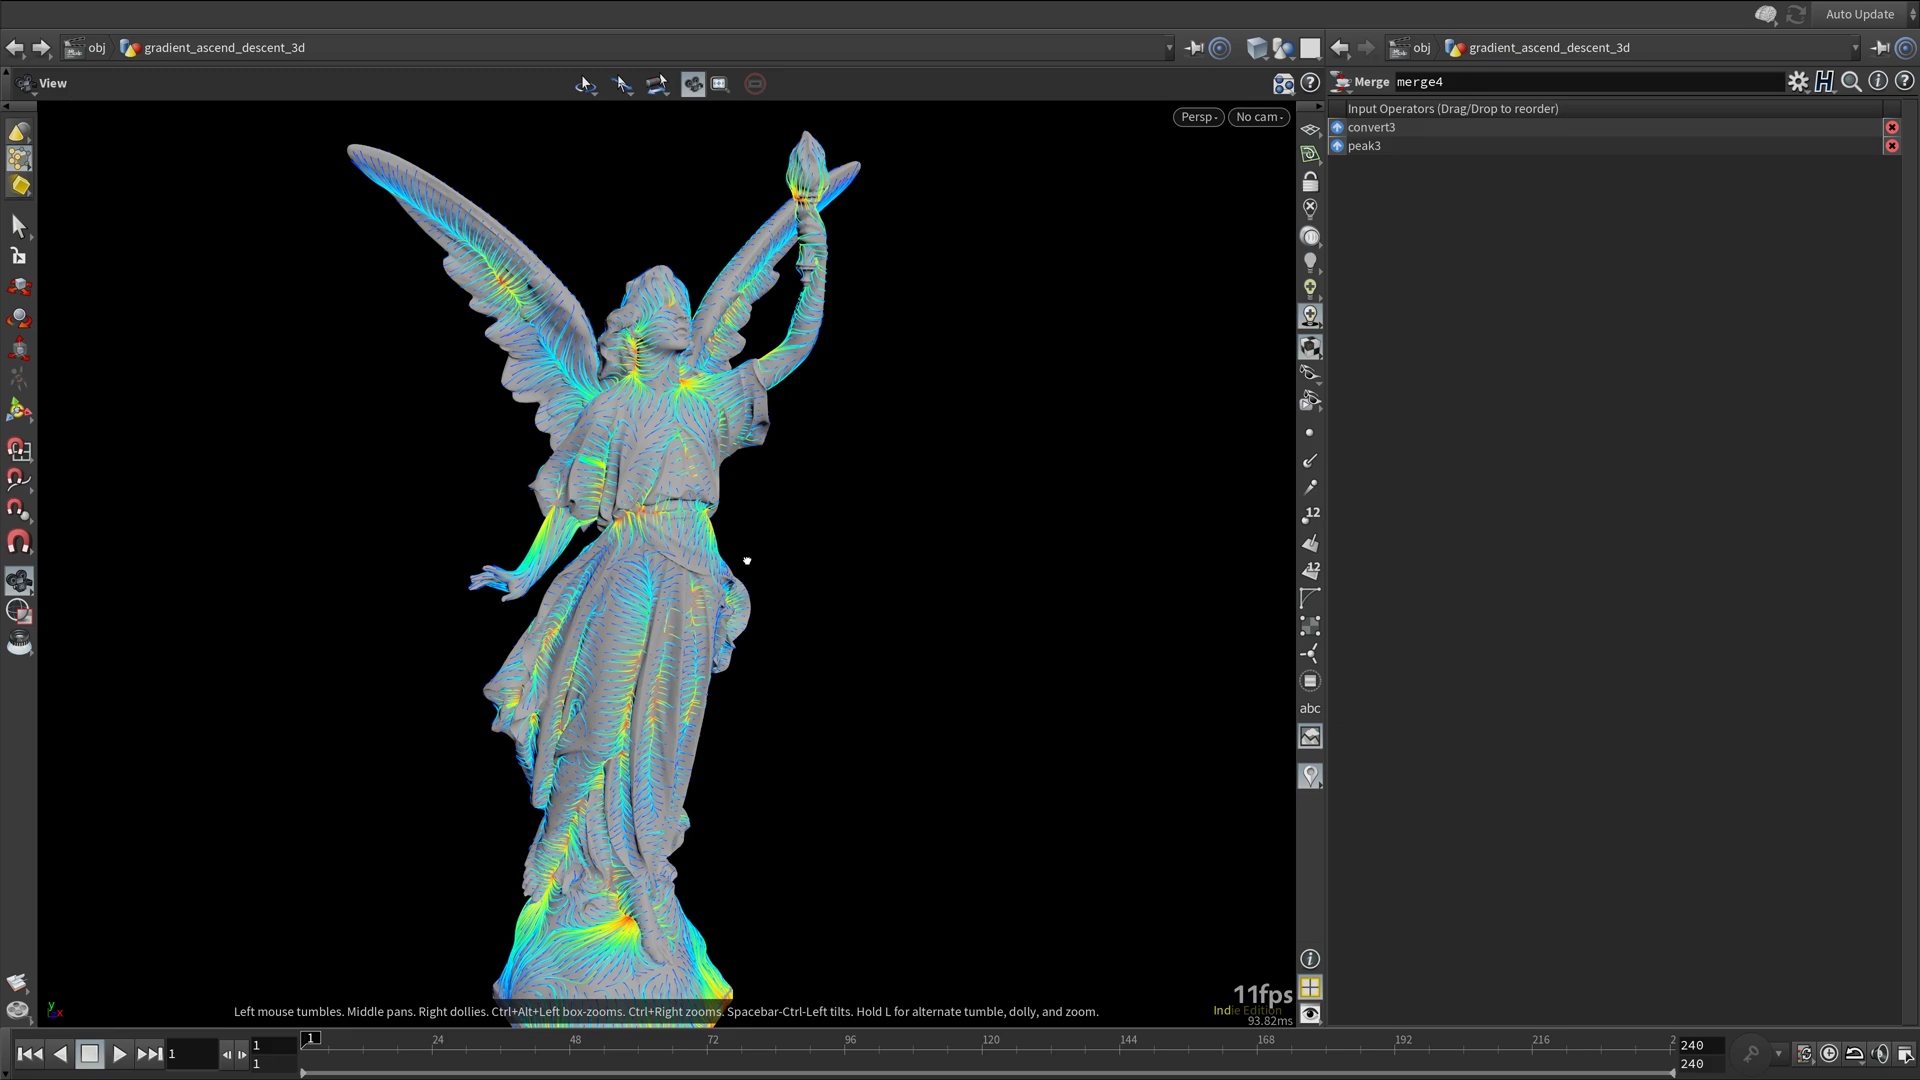 Auto Update
obj gradient_ascend_descent_3d
obj gradient_ascend_descent_3d
View
Merge merge4
Input Operators (Drag/Drop to reorder)
convert3
peak3
Persp
No cam
12
12
abc
11fps
Indie Edition
93.82ms
Left mouse tumbles. Middle pans. Right dollies. Ctrl+Alt+Left box-zooms. Ctrl+Right zooms. Spacebar-Ctrl-Left tilts. Hold L for alternate tumble, dolly, and zoom.
y
x
1
1
1
1
24 48 72 96 120 144 168 192 216 2
240
240